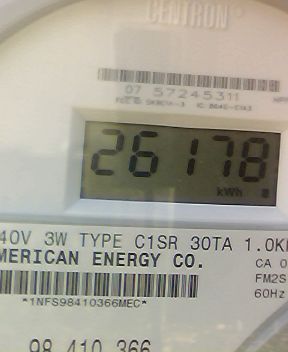 CENTRON®
07 57245311
26178
kWh
40V 3W TYPE C1SR 30TA 1.0K
MERICAN ENERGY CO.
CA 0
FM2S
*1NFS98410366MEC*
60Hz
98 410 366